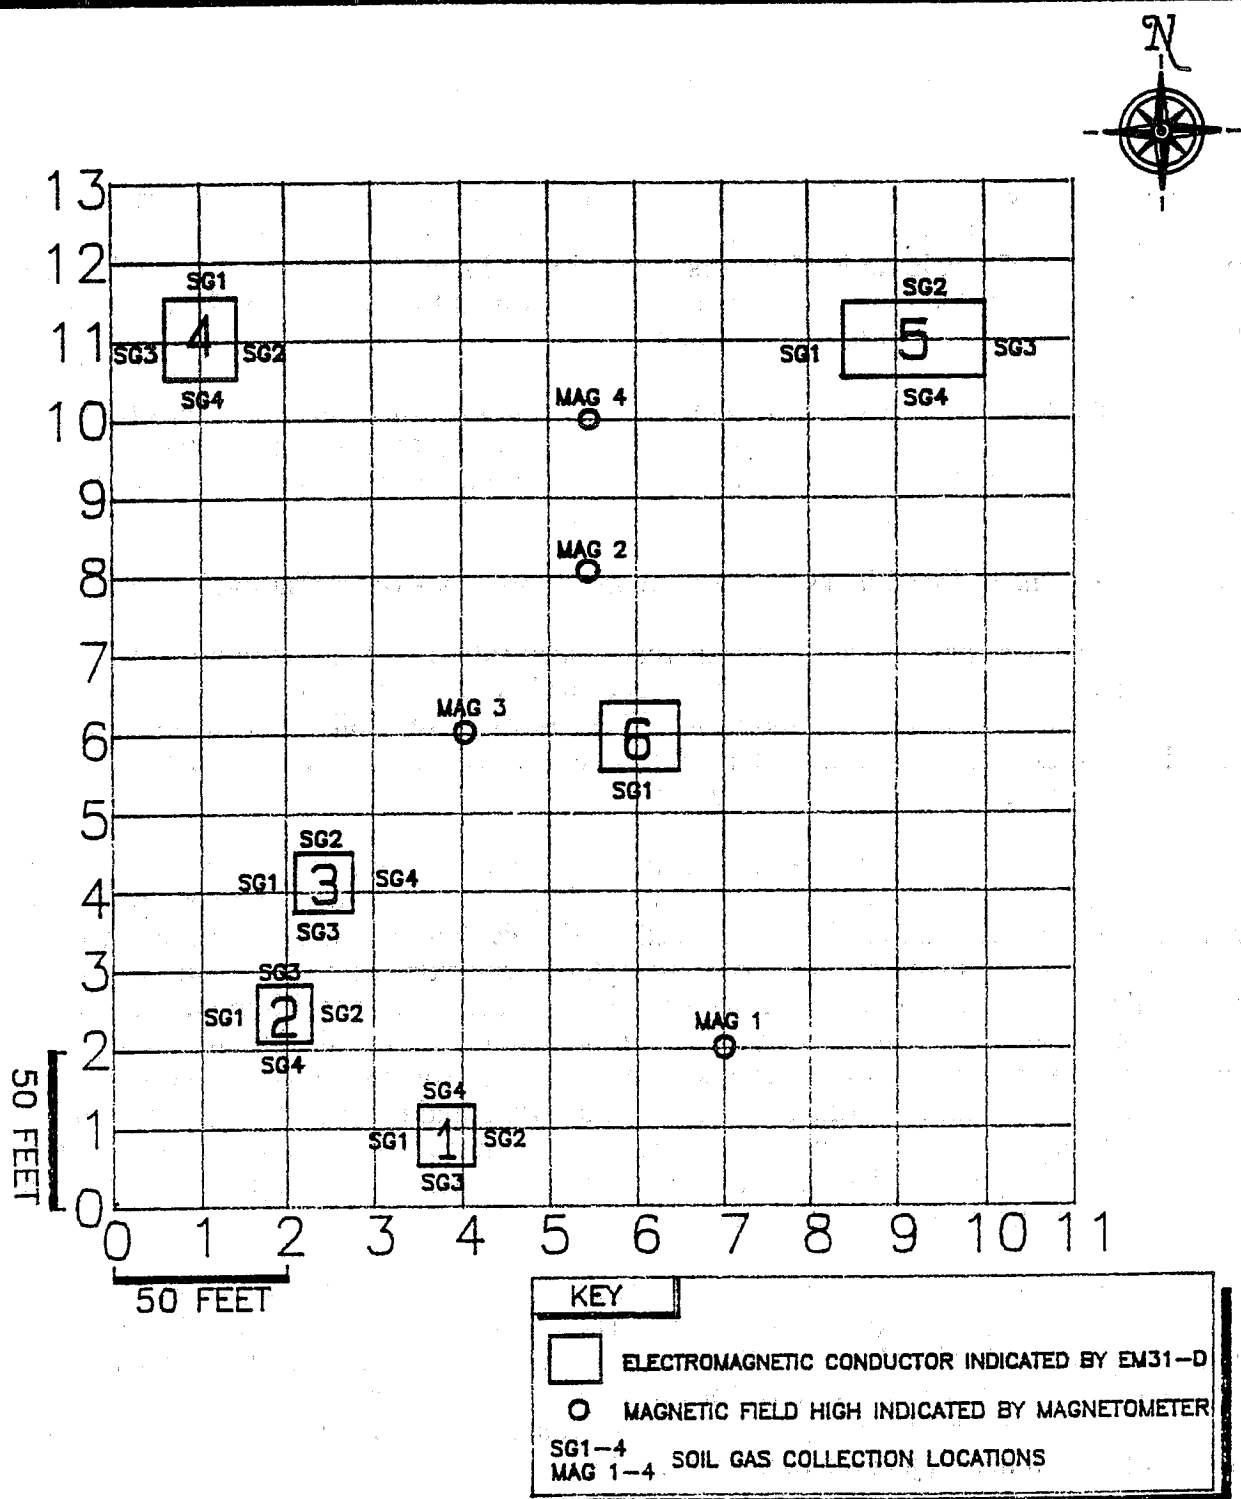 N
13
12
SG1
SG2
4
5
11
SG3
SG2
SG1
SG3
SG4
SG4
MAG 4
10
9
MAG 2
8
7
MAG 3
6
6
SG1
5
SG2
3
SG1
SG4
4
SG3
3
SG3
2
SG1
SG2
MAG 1
2
SG4
50 FEET
SG4
1
1
SG1
SG2
SG3
0
0 1 2 3 4 5 6 7 8 9 10 11
50 FEET
KEY
ELECTROMAGNETIC CONDUCTOR INDICATED BY EM31-D
MAGNETIC FIELD HIGH INDICATED BY MAGNETOMETER
SG1-4
MAG 1-4 SOIL GAS COLLECTION LOCATIONS